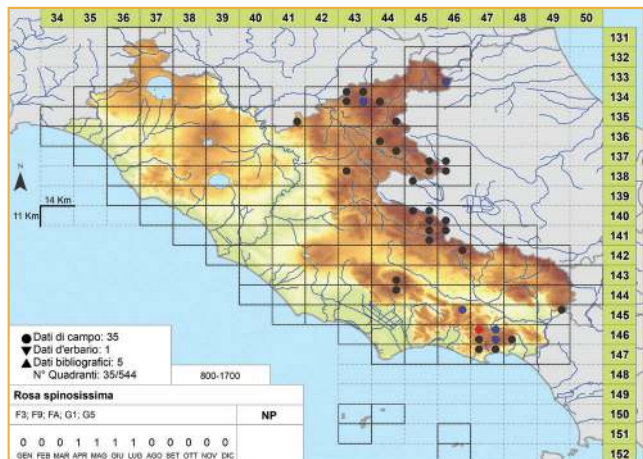 34 35 36 37 38 39 40 41 42 43 44 45 46 47 48 49 50
131
132
133
134
135
136
137
138
139
140
141
142
143
144
145
146
147
148
149
150
151
152
N
14 Km
11 Km
Dati di campo: 35
Dati d'erbario: 1
Dati bibliografici: 5
N° Quadranti: 35/544
800-1700
Rosa spinosissima
F3; F9; FA; G1; G5
NP
0 0 0 1 1 1 1 0 0 0 0 0
GEN FEB MAR APR MAG GIU LUG AGO SET OTT NOV DIC